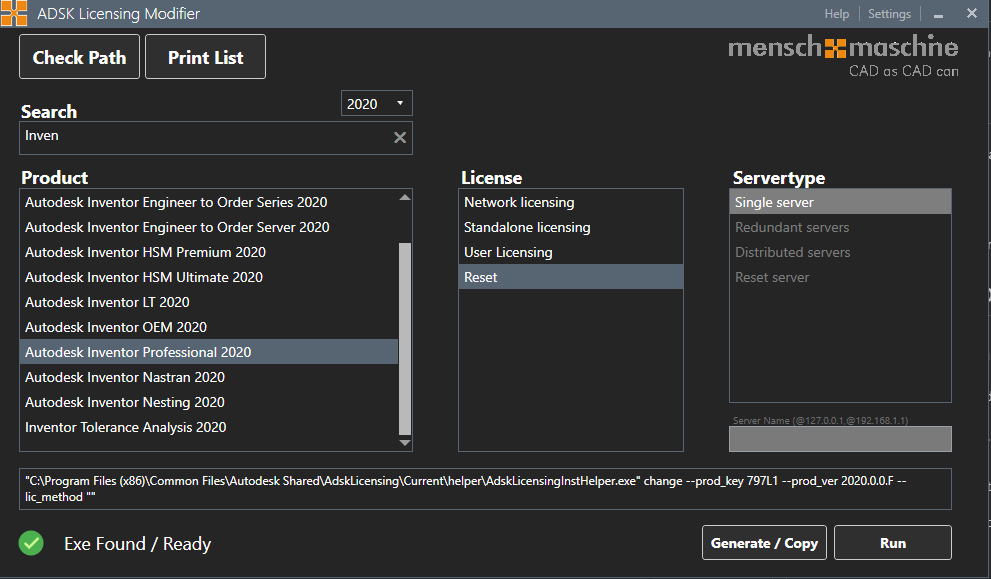 ADSK Licensing Modifier
Help
Settings
Check Path
Print List
mensch maschine
CAD as CAD can
2020
Search
Inven
Product
License
Servertype
Autodesk Inventor Engineer to Order Series 2020
Autodesk Inventor Engineer to Order Server 2020
Autodesk Inventor HSM Premium 2020
Autodesk Inventor HSM Ultimate 2020
Autodesk Inventor LT 2020
Autodesk Inventor OEM 2020
Autodesk Inventor Professional 2020
Autodesk Inventor Nastran 2020
Autodesk Inventor Nesting 2020
Inventor Tolerance Analysis 2020
Network licensing
Standalone licensing
User Licensing
Reset
Single server
Redundant servers
Distributed servers
Reset server
Server Name (@127.0.0.1,@192.168.1.1)
"C:\Program Files (x86)\Common Files\Autodesk Shared\AdskLicensing\Current\helper\AdskLicensingInstHelper.exe" change --prod_key 797L1 --prod_ver 2020.0.0.F --
lic_method ""
Exe Found / Ready
Generate / Copy
Run